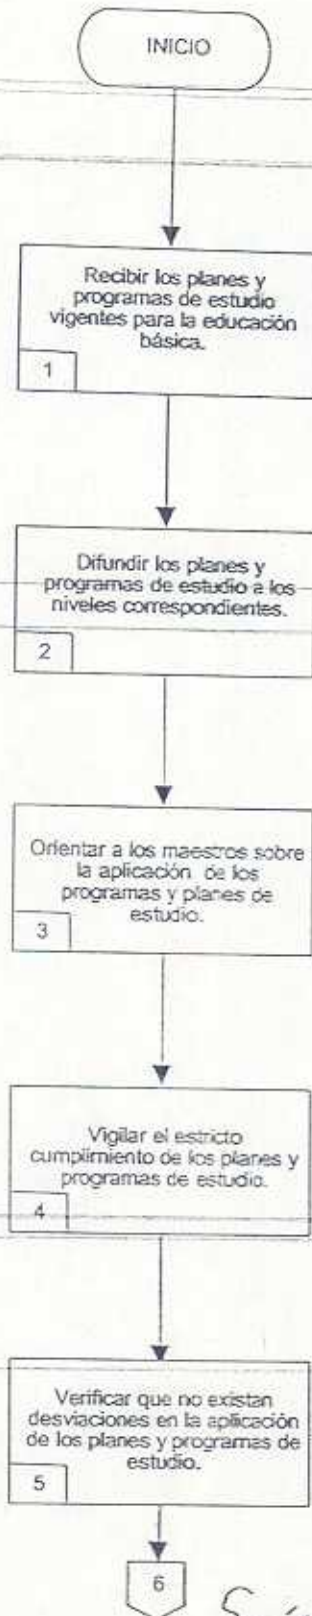 INICIO
Recibir los planes y
programas de estudio
vigentes para la educación
básica.
1
Difundir los planes y
programas de estudio a los
niveles correspondientes.
2
Orientar a los maestros sobre
la aplicación de los
programas y planes de
estudio.
3
Vigilar el estricto
cumplimiento de los planes y
programas de estudio.
4
Verificar que no existan
desviaciones en la aplicación
de los planes y programas de
estudio.
5
6